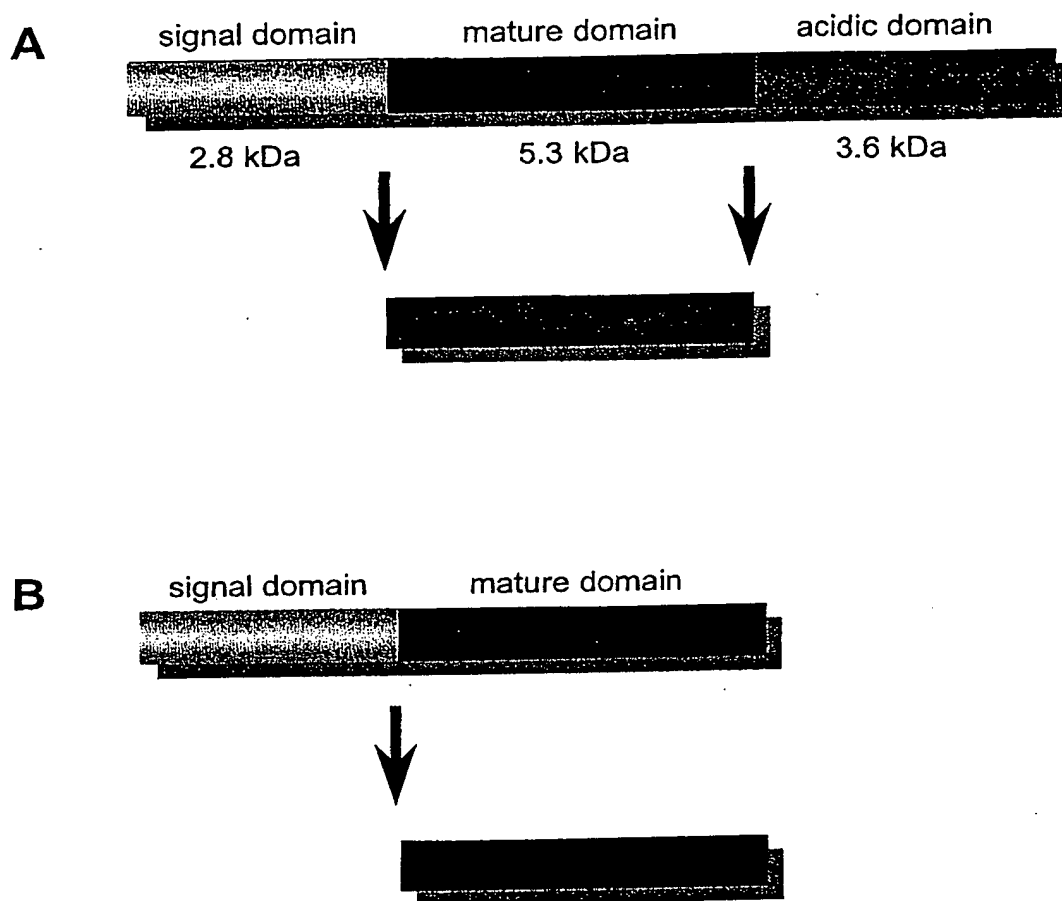 A
signal domain mature domain acidic domain
2.8 kDa 5.3 kDa 3.6 kDa
B
signal domain mature domain